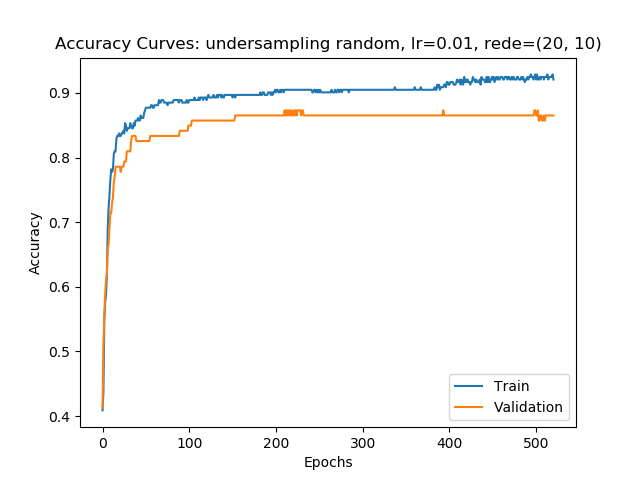 Accuracy Curves: undersampling random, lr=0.01, rede=(20, 10)
0.9
0.8
0.7
0.6
0.5
0.4
Accuracy
0 100 200 300 400 500
Epochs
Train
Validation